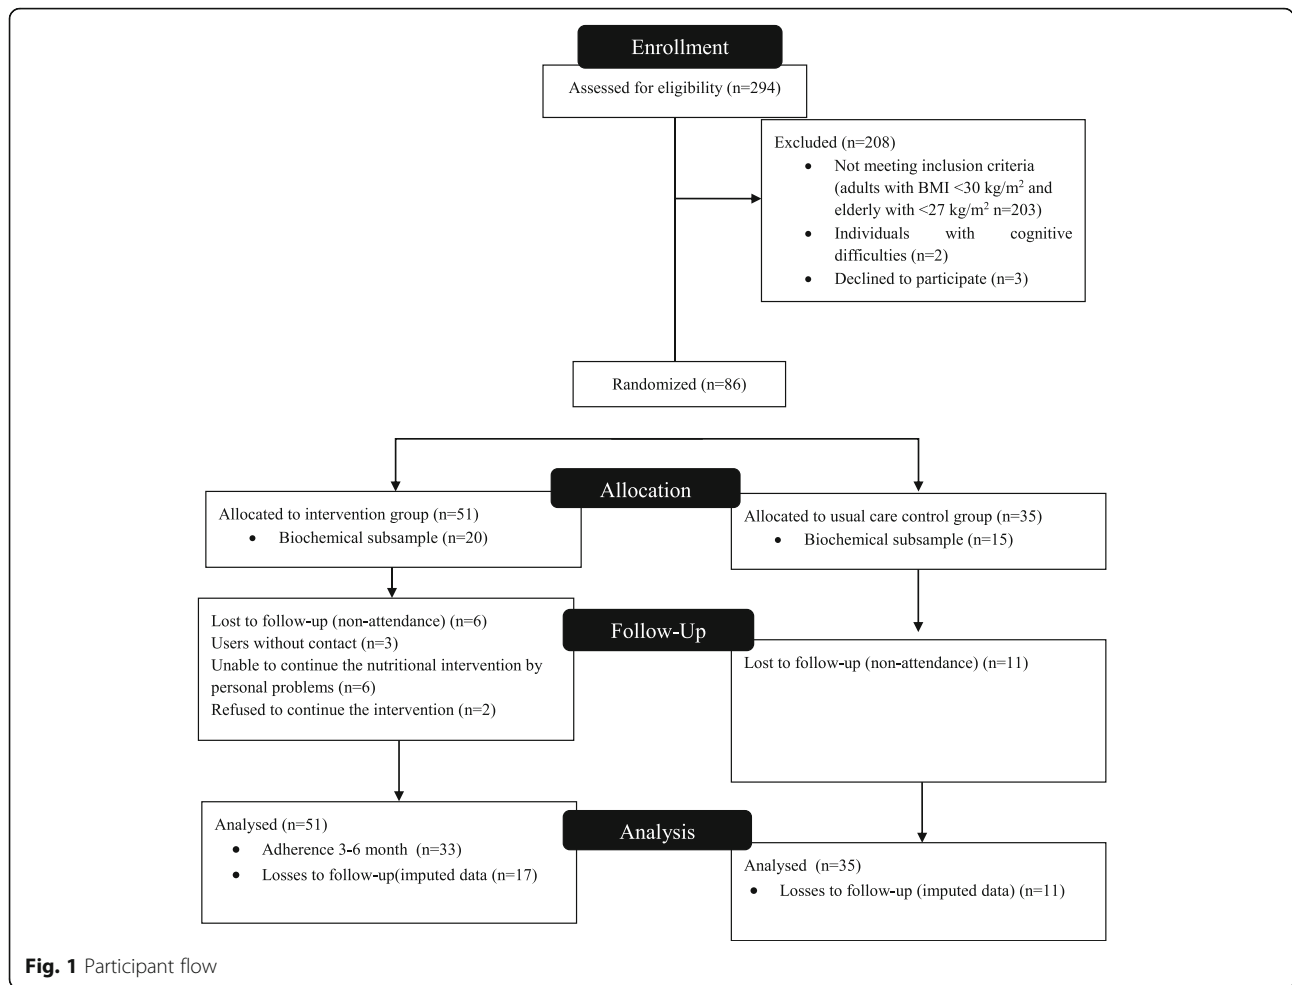 Enrollment
Assessed for eligibility (n=294)
Excluded (n=208)
• Not meeting inclusion criteria
(adults with BMI <30 kg/m² and
elderly with <27 kg/m² n=203)
• Individuals with cognitive
difficulties (n=2)
• Declined to participate (n=3)
Randomized (n=86)
Allocation
Allocated to intervention group (n=51)
• Biochemical subsample (n=20)
Allocated to usual care control group (n=35)
• Biochemical subsample (n=15)
Follow-Up
Lost to follow-up (non-attendance) (n=6)
Users without contact (n=3)
Unable to continue the nutritional intervention by
personal problems (n=6)
Refused to continue the intervention (n=2)
Lost to follow-up (non-attendance) (n=11)
Analysis
Analysed (n=51)
• Adherence 3-6 month (n=33)
• Losses to follow-up(imputed data (n=17)
Analysed (n=35)
• Losses to follow-up (imputed data) (n=11)
Fig. 1 Participant flow